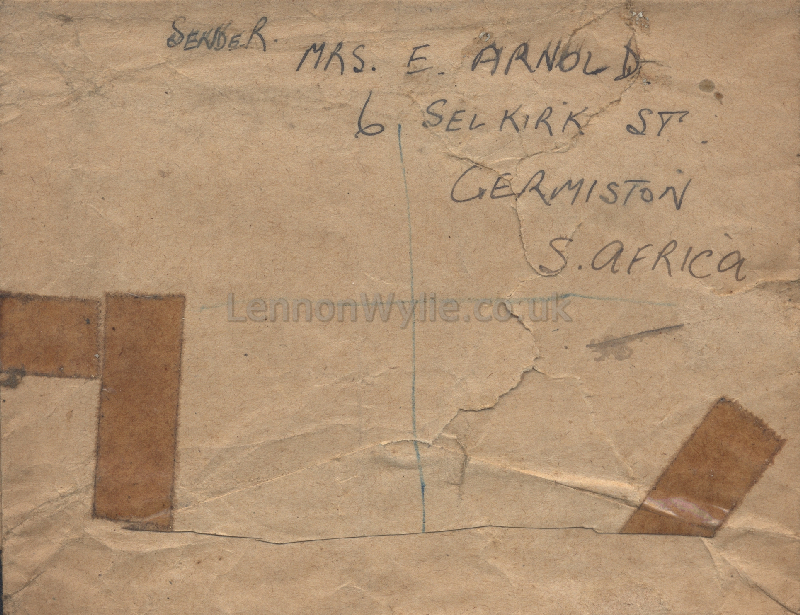 SENDER.
MRS. E. ARNOLD.
6 SELKIRK ST.
GERMISTON
S. AFRICA
LennonWylie.co.uk